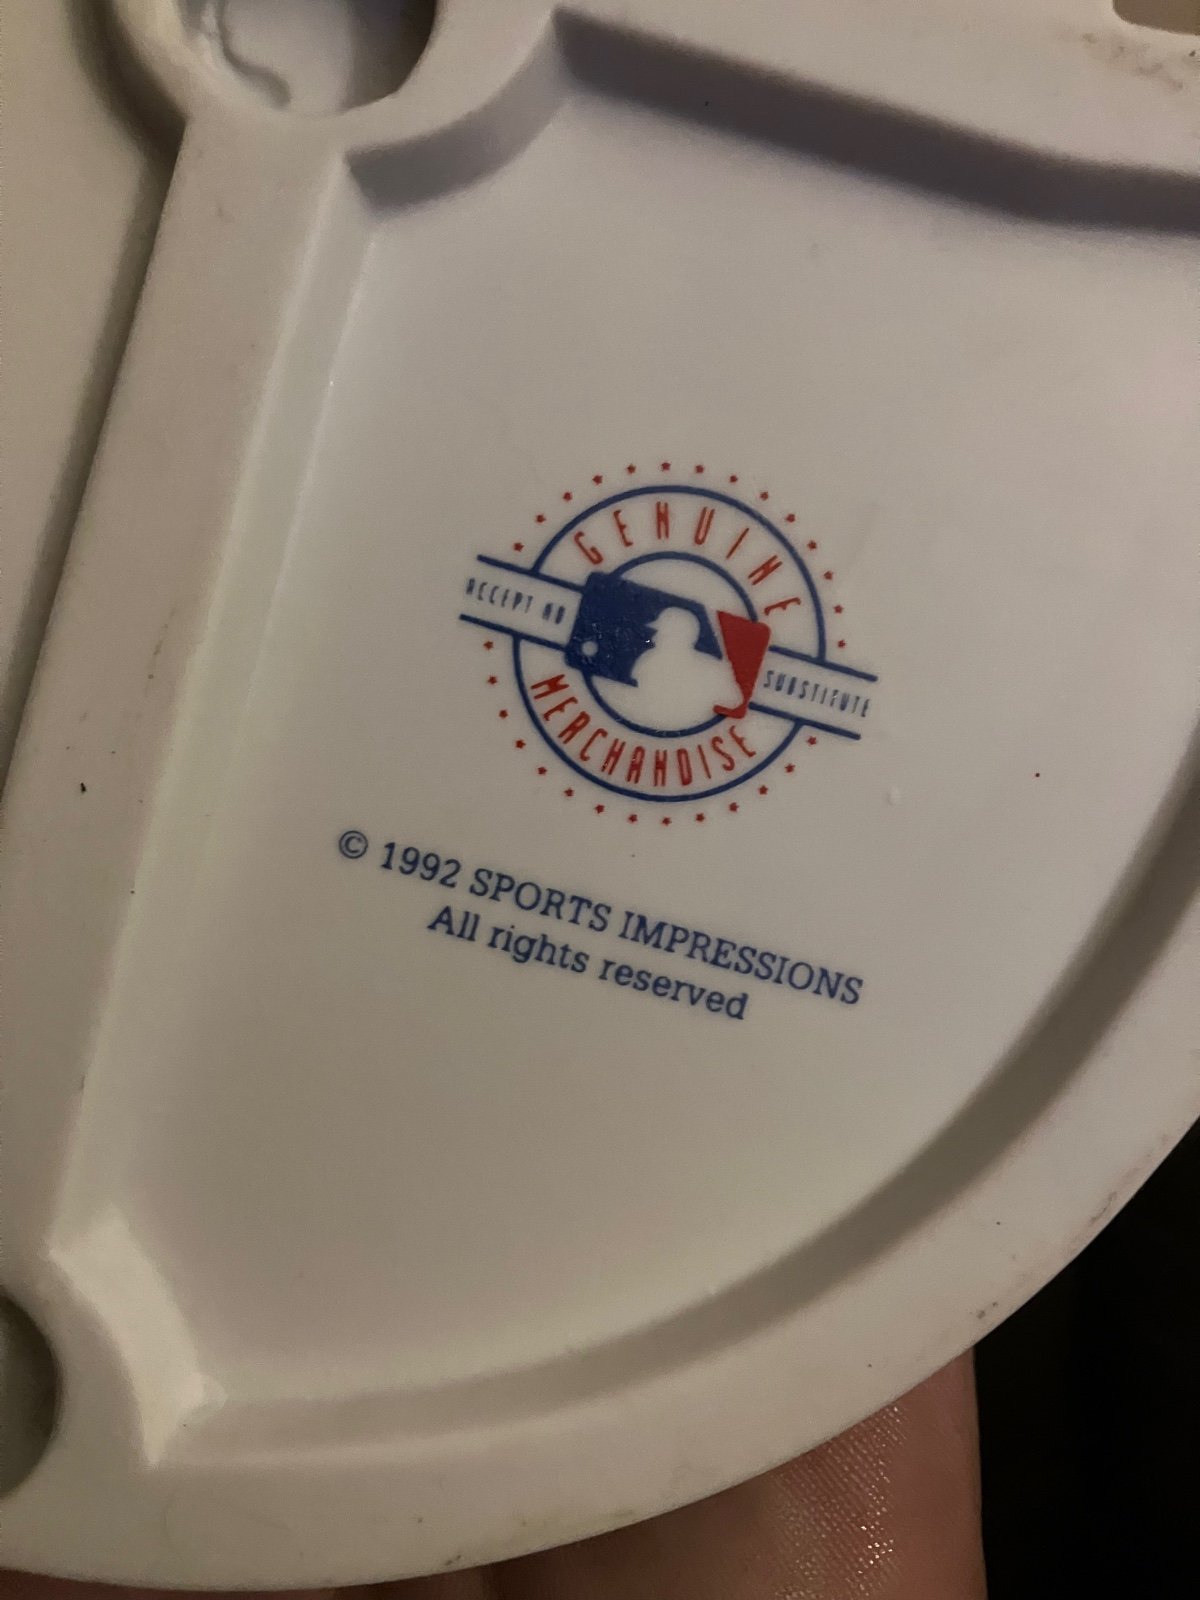 GENUINE
ACCEPT NO
SUBSTITUTE
MERCHANDISE
© 1992 SPORTS IMPRESSIONS
All rights reserved